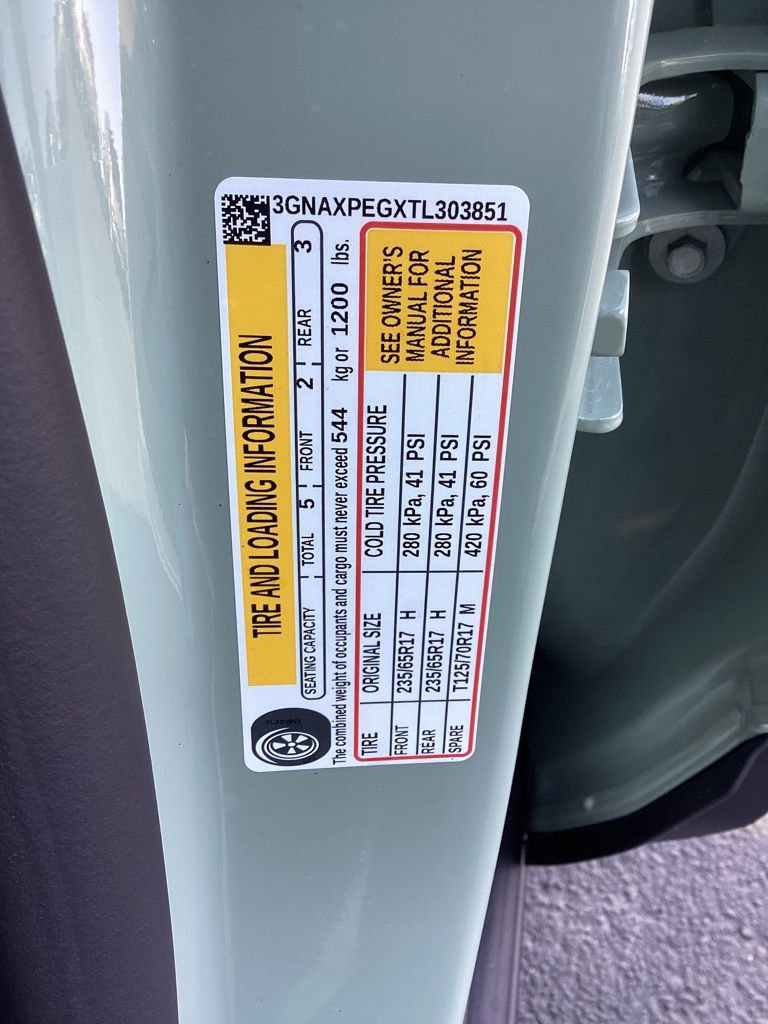 3GNAXPEGXTL303851
TIRE AND LOADING INFORMATION
SEATING CAPACITY TOTAL 5 FRONT 2 REAR 3
The combined weight of occupants and cargo must never exceed 544 kg or 1200 lbs.
TIRE ORIGINAL SIZE COLD TIRE PRESSURE
FRONT 235/65R17 H 280 kPa, 41 PSI
REAR 235/65R17 H 280 kPa, 41 PSI
SPARE T125/70R17 M 420 kPa, 60 PSI
SEE OWNER'S
MANUAL FOR
ADDITIONAL
INFORMATION
TL303851